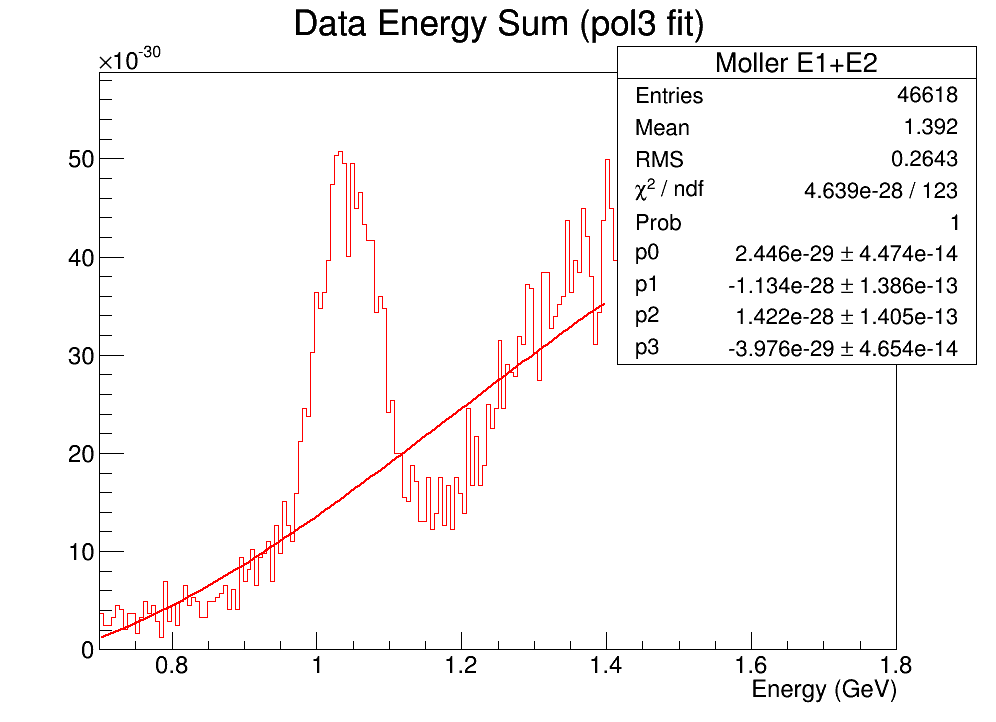 Data Energy Sum (pol3 fit)
×10-30
Moller E1+E2
Entries 46618
Mean 1.392
RMS 0.2643
χ2 / ndf 4.639e-28 / 123
Prob 1
p0 2.446e-29 ± 4.474e-14
p1 -1.134e-28 ± 1.386e-13
p2 1.422e-28 ± 1.405e-13
p3 -3.976e-29 ± 4.654e-14
50
40
30
20
10
0
0.8 1 1.2 1.4 1.6 1.8
Energy (GeV)